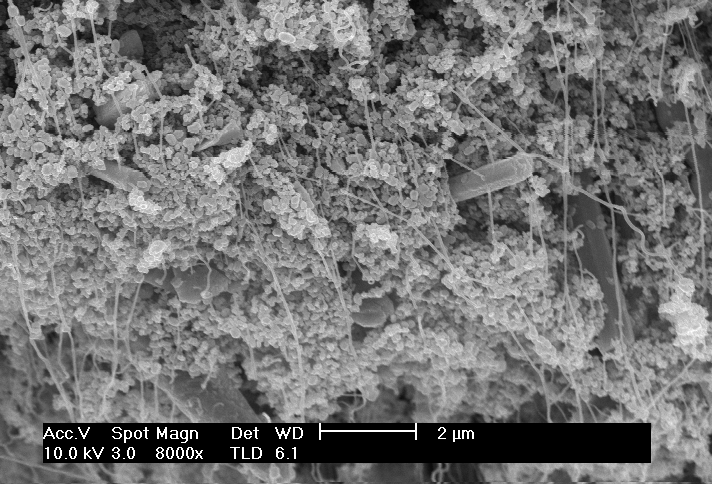 Acc.V Spot Magn Det WD 2 µm
10.0 kV 3.0 8000x TLD 6.1